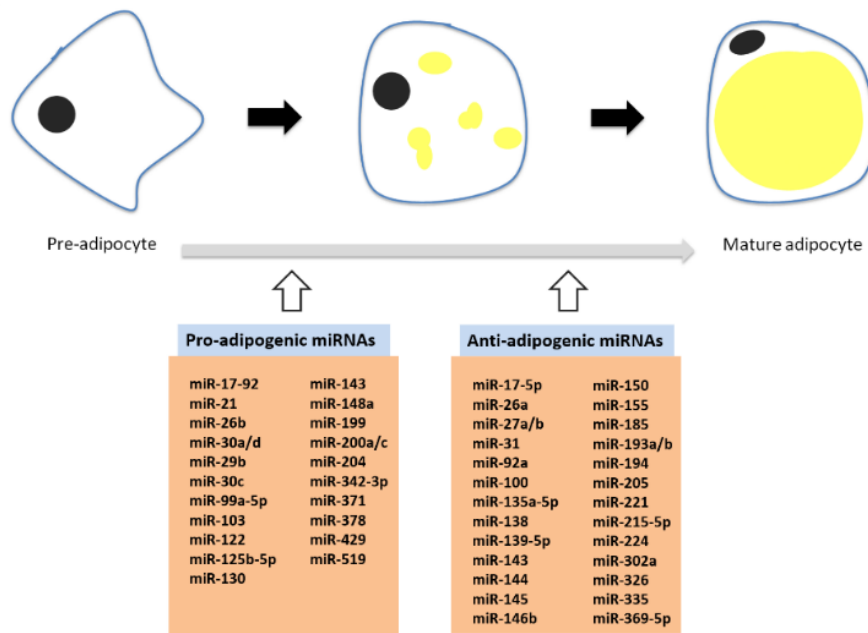 Pre-adipocyte
Mature adipocyte
Pro-adipogenic miRNAs
miR-17-92
miR-21
miR-26b
miR-30a/d
miR-29b
miR-30c
miR-99a-5p
miR-103
miR-122
miR-125b-5p
miR-130
miR-143
miR-148a
miR-199
miR-200a/c
miR-204
miR-342-3p
miR-371
miR-378
miR-429
miR-519
Anti-adipogenic miRNAs
miR-17-5p
miR-26a
miR-27a/b
miR-31
miR-92a
miR-100
miR-135a-5p
miR-138
miR-139-5p
miR-143
miR-144
miR-145
miR-146b
miR-150
miR-155
miR-185
miR-193a/b
miR-194
miR-205
miR-221
miR-215-5p
miR-224
miR-302a
miR-326
miR-335
miR-369-5p